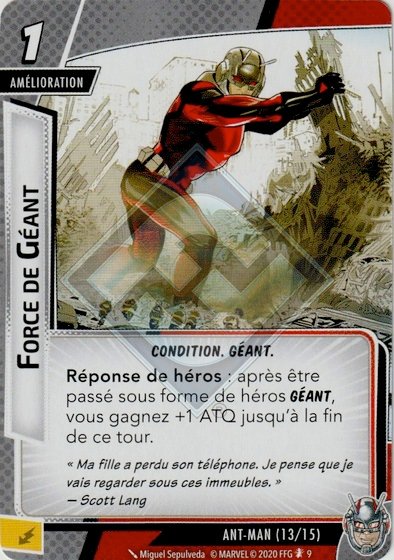 1
AMÉLIORATION
FORCE DE GÉANT
CONDITION. GÉANT.
Réponse de héros : après être
passé sous forme de héros GÉANT,
vous gagnez +1 ATQ jusqu'à la fin
de ce tour.
« Ma fille a perdu son téléphone. Je pense que je
vais regarder sous ces immeubles. »
— Scott Lang
ANT-MAN (13/15)
Miguel Sepulveda © MARVEL © 2020 FFG 9